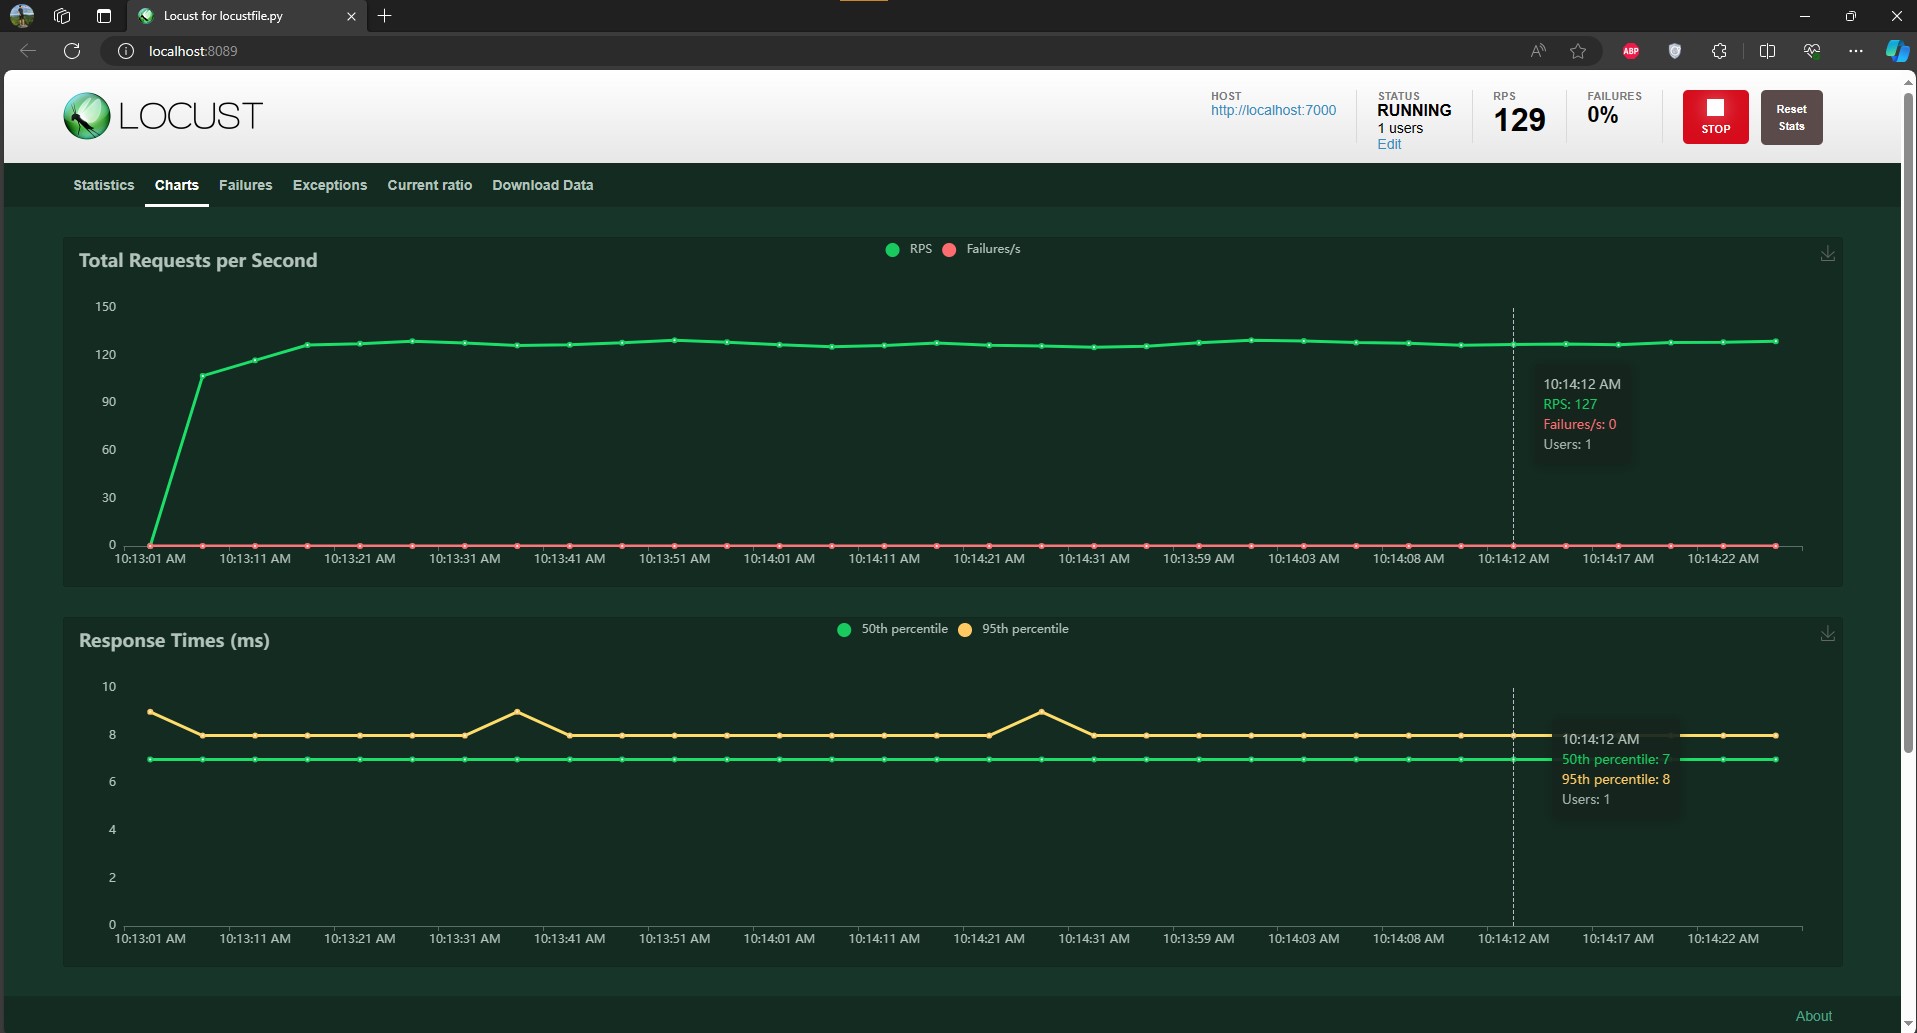 Locust for locustfile.py
localhost:8089
ABP
LOCUST
HOST
http://localhost:7000
STATUS
RUNNING
1 users
Edit
RPS
129
FAILURES
0%
STOP
Reset
Stats
Statistics Charts Failures Exceptions Current ratio Download Data
Total Requests per Second
RPS Failures/s
150
120
90
60
30
0
10:14:12 AM
RPS: 127
Failures/s: 0
Users: 1
10:13:01 AM 10:13:11 AM 10:13:21 AM 10:13:31 AM 10:13:41 AM 10:13:51 AM 10:14:01 AM 10:14:11 AM 10:14:21 AM 10:14:31 AM 10:13:59 AM 10:14:03 AM 10:14:08 AM 10:14:12 AM 10:14:17 AM 10:14:22 AM
Response Times (ms)
50th percentile 95th percentile
10
8
6
4
2
0
10:14:12 AM
50th percentile: 7
95th percentile: 8
Users: 1
10:13:01 AM 10:13:11 AM 10:13:21 AM 10:13:31 AM 10:13:41 AM 10:13:51 AM 10:14:01 AM 10:14:11 AM 10:14:21 AM 10:14:31 AM 10:13:59 AM 10:14:03 AM 10:14:08 AM 10:14:12 AM 10:14:17 AM 10:14:22 AM
About